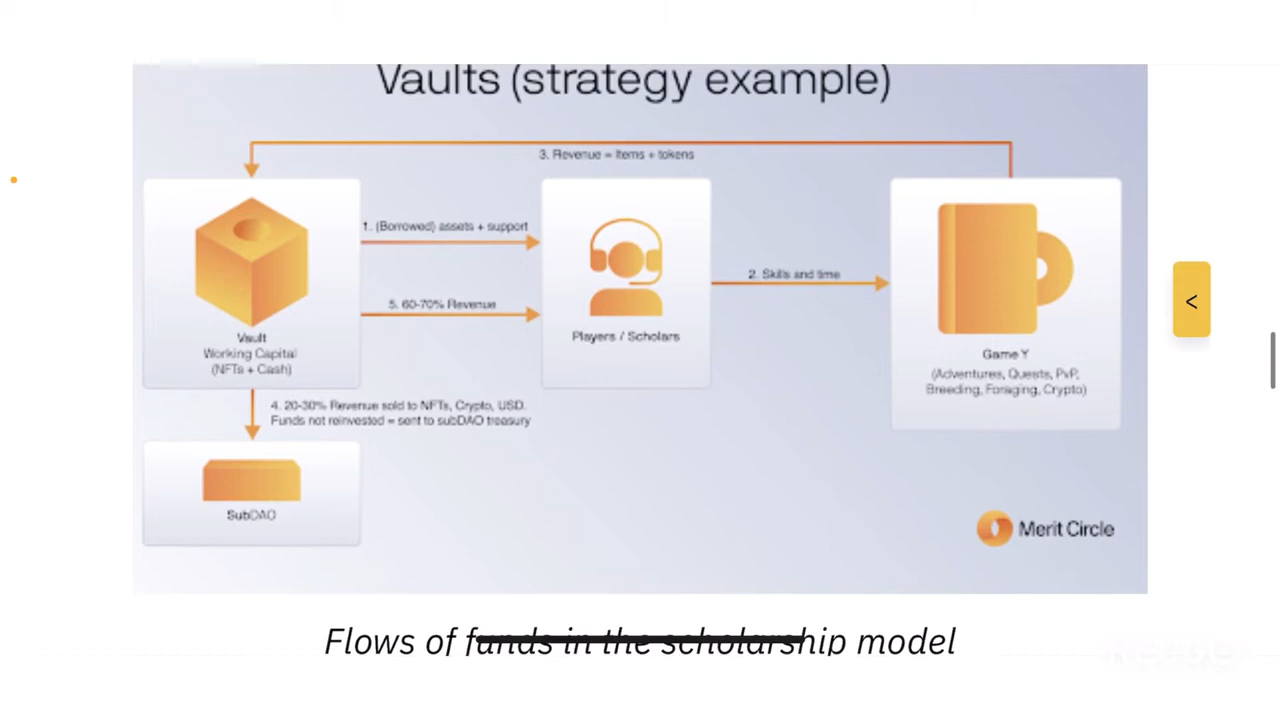 Vaults (strategy example)
3. Revenue = Items + tokens
1. (Borrowed) assets + support
5. 60-70% Revenue
2. Skills and time
Vault
Working Capital
(NFTs + Cash)
Players / Scholars
Game Y
(Adventures, Quests, PvP,
Breeding, Foraging, Crypto)
4. 20-30% Revenue sold to NFTs, Crypto, USD.
Funds not reinvested = sent to subDAO treasury
SubDAO
Merit Circle
<
Flows of funds in the scholarship model